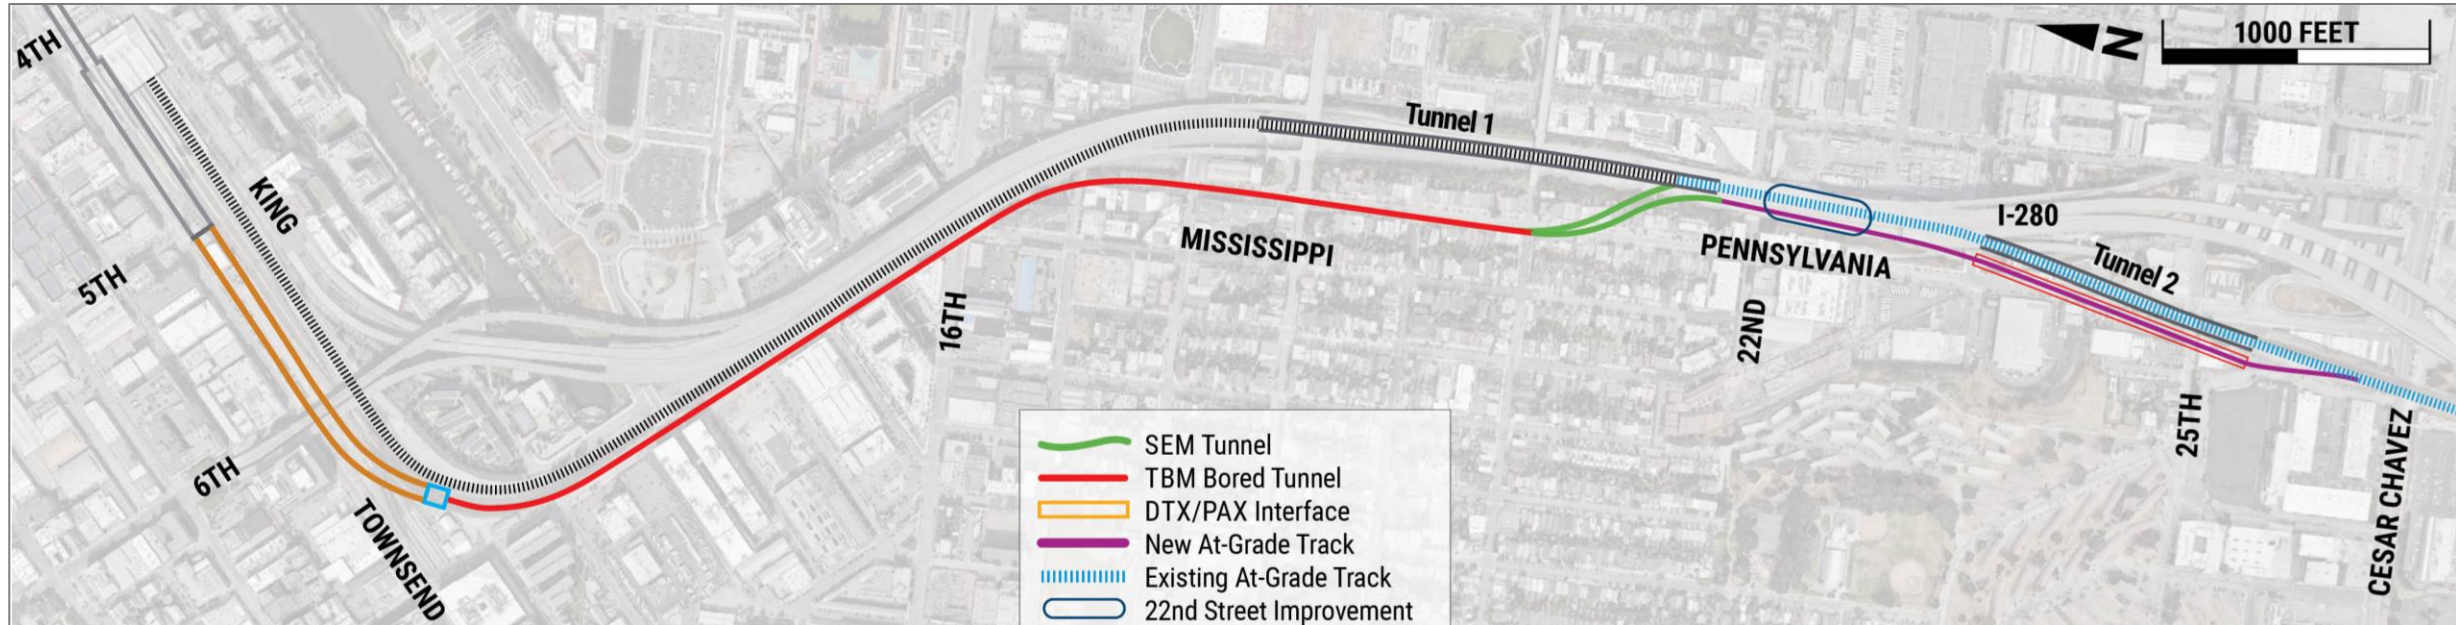 4TH
N
1000 FEET
KING
Tunnel 1
I-280
MISSISSIPPI
PENNSYLVANIA
Tunnel 2
5TH
16TH
22ND
6TH
TOWNSEND
25TH
CESAR CHAVEZ
SEM Tunnel
TBM Bored Tunnel
DTX/PAX Interface
New At-Grade Track
Existing At-Grade Track
22nd Street Improvement